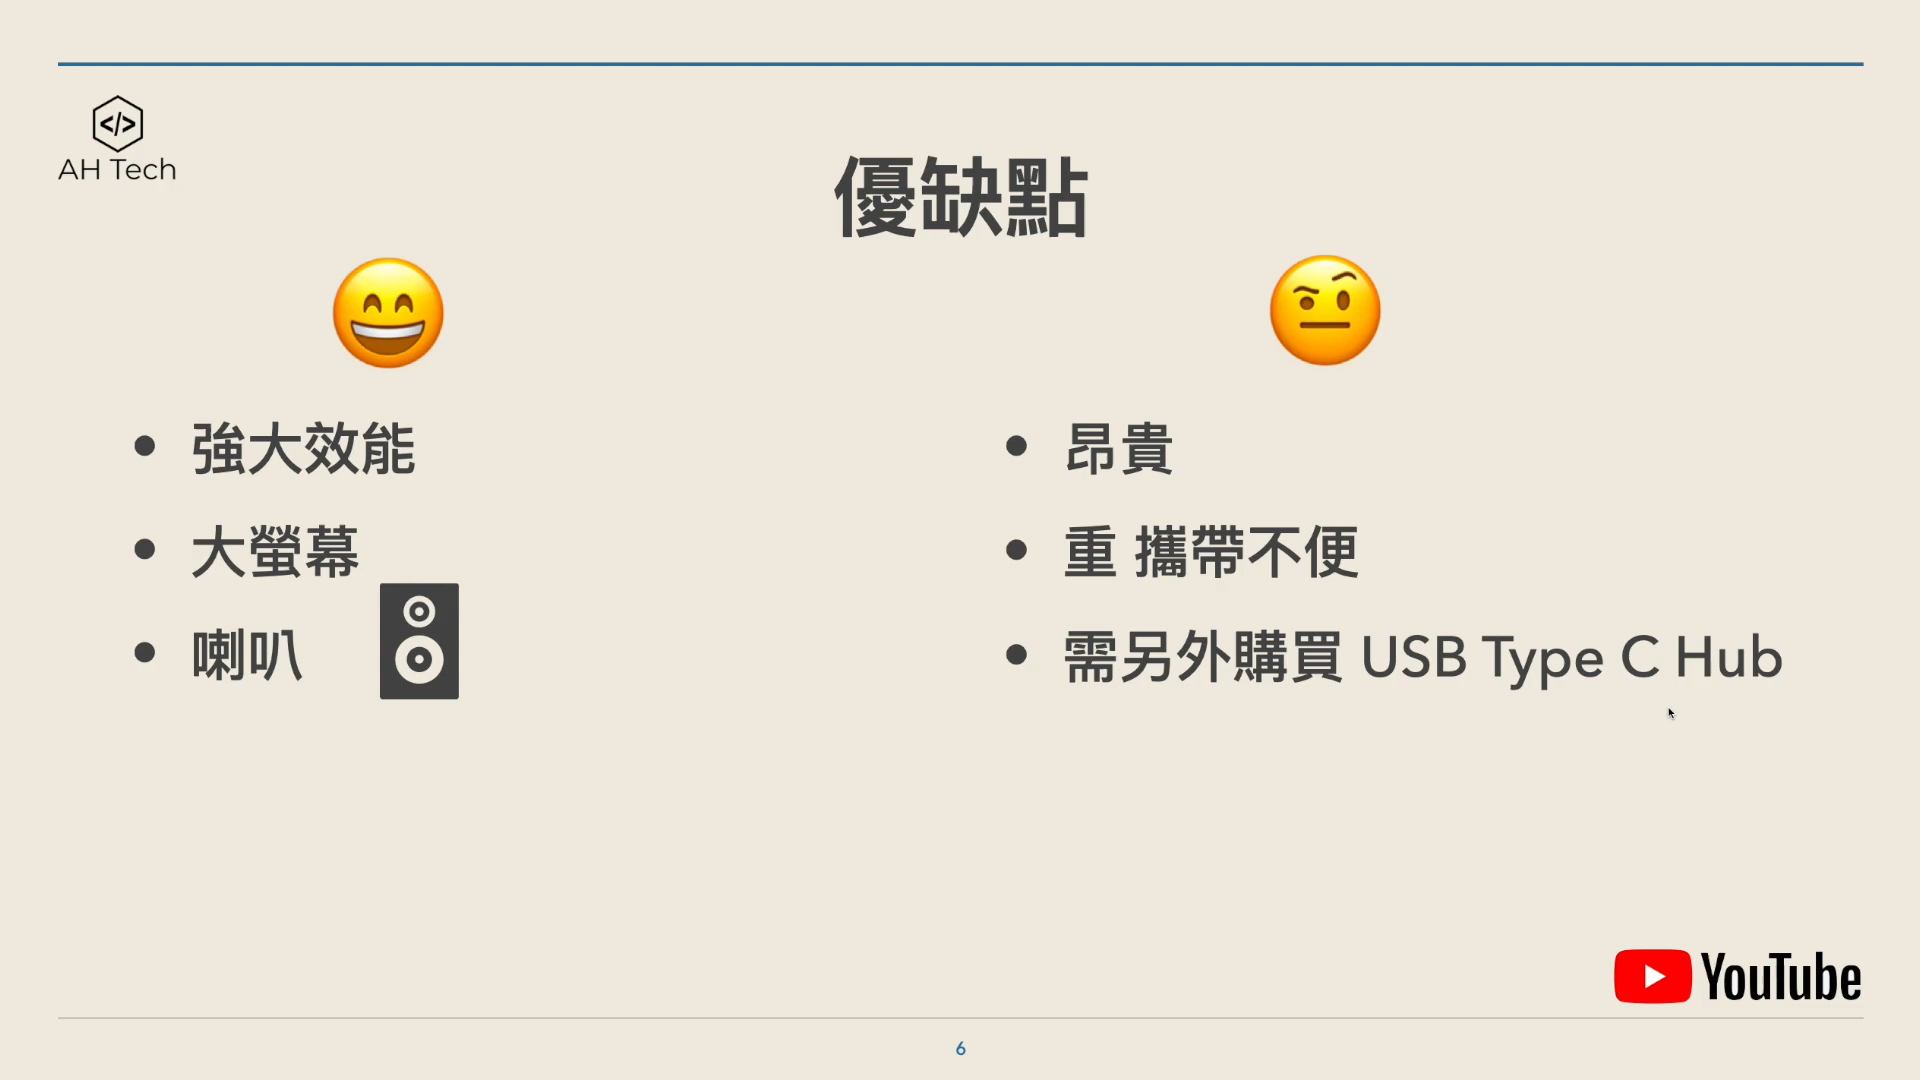 AH Tech
優缺點
強大效能
大螢幕
喇叭
昂貴
重 攜帶不便
需另外購買 USB Type C Hub
YouTube
6